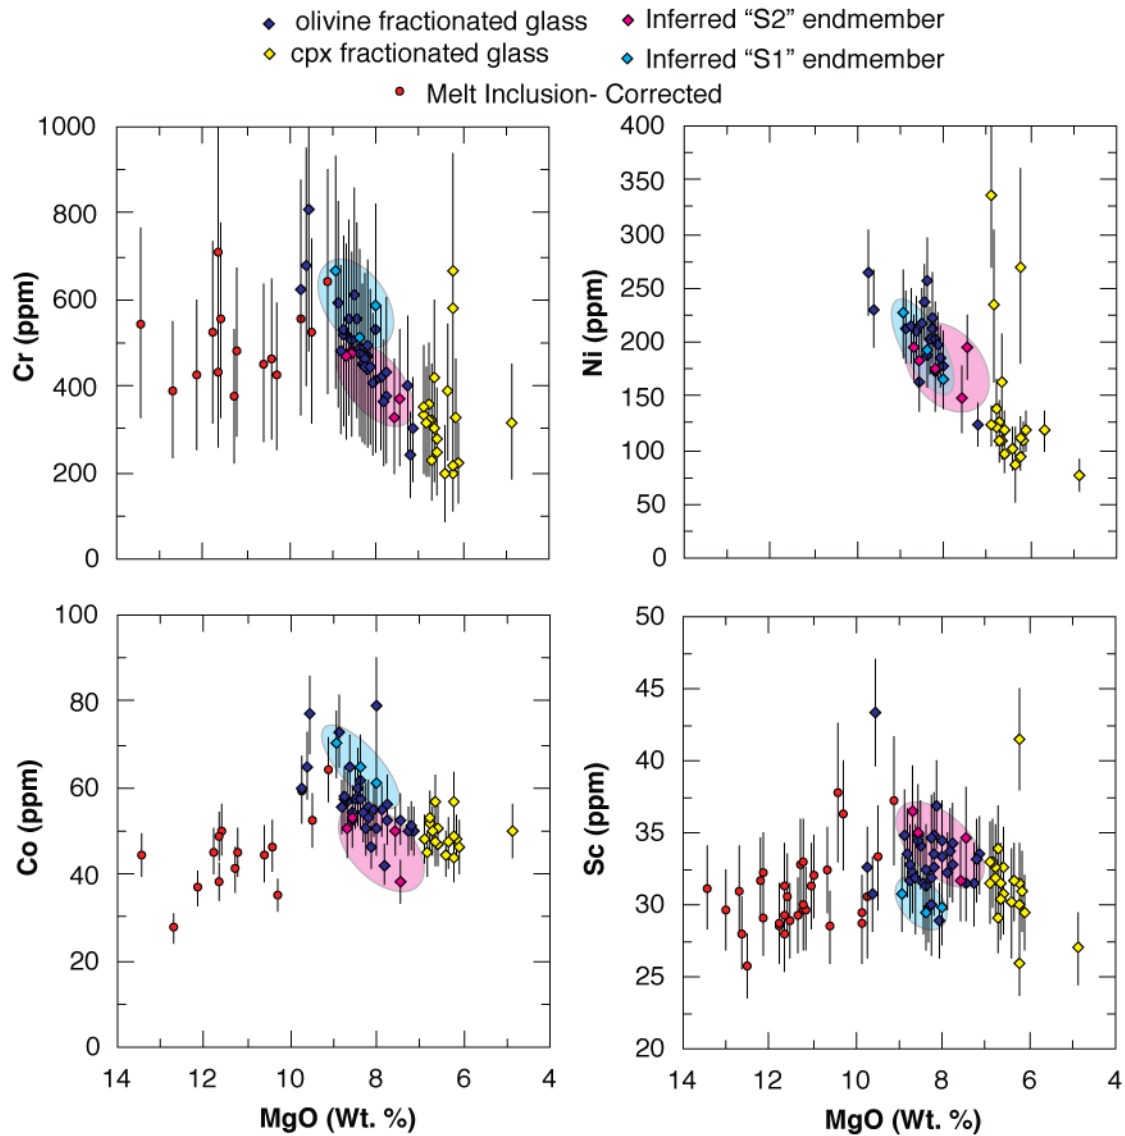 olivine fractionated glass
Inferred “S2” endmember
cpx fractionated glass
Inferred “S1” endmember
Melt Inclusion- Corrected
1000
800
600
400
200
0
Cr (ppm)
400
350
300
250
200
150
100
50
0
Ni (ppm)
100
80
60
40
20
0
Co (ppm)
14 12 10 8 6 4
MgO (Wt. %)
50
45
40
35
30
25
20
Sc (ppm)
14 12 10 8 6 4
MgO (Wt. %)